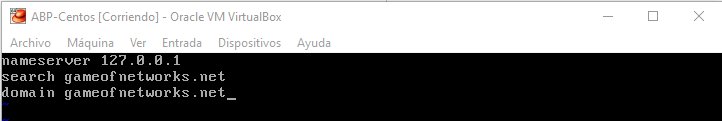 ABP-Centos [Corriendo] - Oracle VM VirtualBox
Archivo Máquina Ver Entrada Dispositivos Ayuda
nameserver 127.0.0.1
search gameofnetworks.net
domain gameofnetworks.net_
~